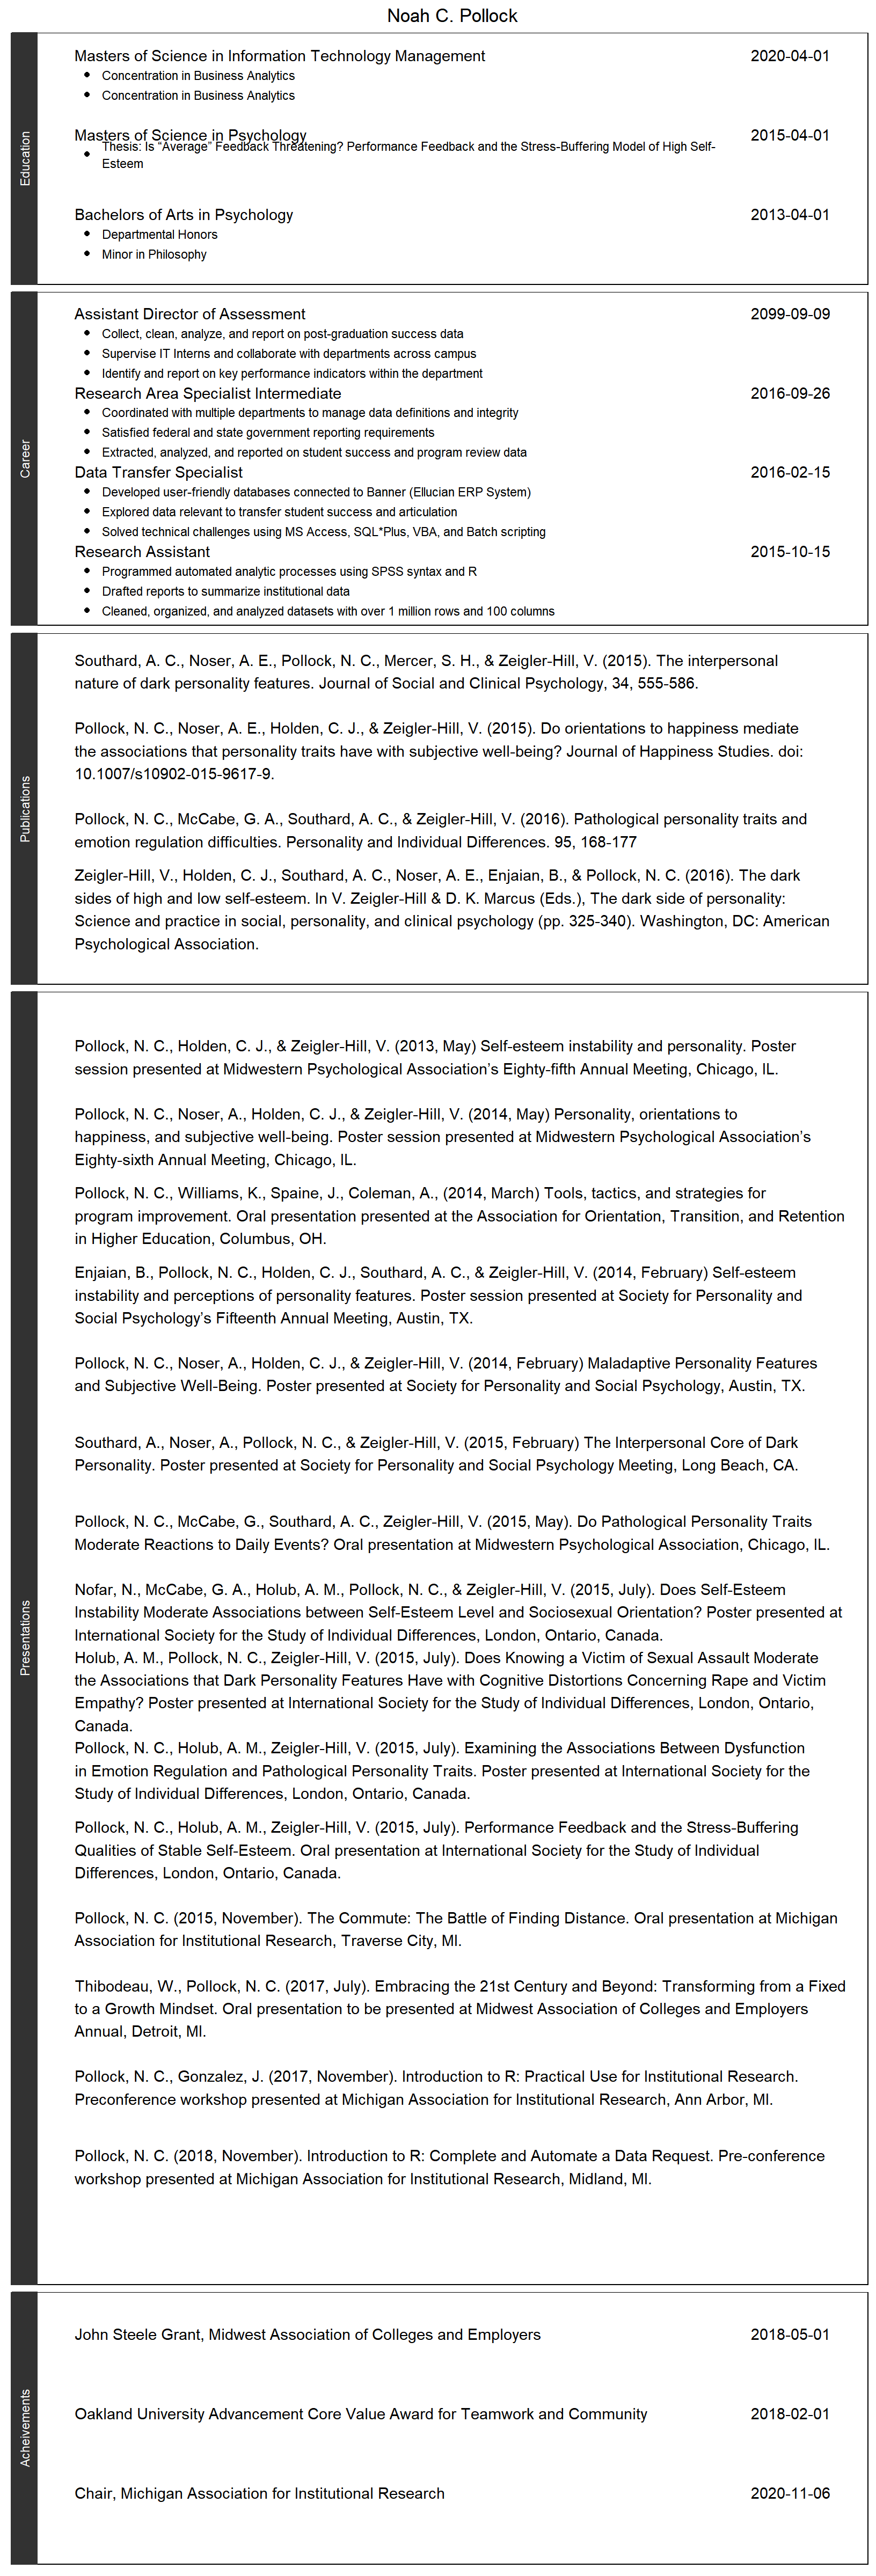 Noah C. Pollock
Education
Masters of Science in Information Technology Management 2020-04-01
• Concentration in Business Analytics
• Concentration in Business Analytics
Masters of Science in Psychology 2015-04-01
• Thesis: Is “Average” Feedback Threatening? Performance Feedback and the Stress-Buffering Model of High Self-
Esteem
Bachelors of Arts in Psychology 2013-04-01
• Departmental Honors
• Minor in Philosophy
Career
Assistant Director of Assessment 2099-09-09
• Collect, clean, analyze, and report on post-graduation success data
• Supervise IT Interns and collaborate with departments across campus
• Identify and report on key performance indicators within the department
Research Area Specialist Intermediate 2016-09-26
• Coordinated with multiple departments to manage data definitions and integrity
• Satisfied federal and state government reporting requirements
• Extracted, analyzed, and reported on student success and program review data
Data Transfer Specialist 2016-02-15
• Developed user-friendly databases connected to Banner (Ellucian ERP System)
• Explored data relevant to transfer student success and articulation
• Solved technical challenges using MS Access, SQL*Plus, VBA, and Batch scripting
Research Assistant 2015-10-15
• Programmed automated analytic processes using SPSS syntax and R
• Drafted reports to summarize institutional data
• Cleaned, organized, and analyzed datasets with over 1 million rows and 100 columns
Publications
Southard, A. C., Noser, A. E., Pollock, N. C., Mercer, S. H., & Zeigler-Hill, V. (2015). The interpersonal
nature of dark personality features. Journal of Social and Clinical Psychology, 34, 555-586.
Pollock, N. C., Noser, A. E., Holden, C. J., & Zeigler-Hill, V. (2015). Do orientations to happiness mediate
the associations that personality traits have with subjective well-being? Journal of Happiness Studies. doi:
10.1007/s10902-015-9617-9.
Pollock, N. C., McCabe, G. A., Southard, A. C., & Zeigler-Hill, V. (2016). Pathological personality traits and
emotion regulation difficulties. Personality and Individual Differences. 95, 168-177
Zeigler-Hill, V., Holden, C. J., Southard, A. C., Noser, A. E., Enjaian, B., & Pollock, N. C. (2016). The dark
sides of high and low self-esteem. In V. Zeigler-Hill & D. K. Marcus (Eds.), The dark side of personality:
Science and practice in social, personality, and clinical psychology (pp. 325-340). Washington, DC: American
Psychological Association.
Presentations
Pollock, N. C., Holden, C. J., & Zeigler-Hill, V. (2013, May) Self-esteem instability and personality. Poster
session presented at Midwestern Psychological Association’s Eighty-fifth Annual Meeting, Chicago, IL.
Pollock, N. C., Noser, A., Holden, C. J., & Zeigler-Hill, V. (2014, May) Personality, orientations to
happiness, and subjective well-being. Poster session presented at Midwestern Psychological Association’s
Eighty-sixth Annual Meeting, Chicago, IL.
Pollock, N. C., Williams, K., Spaine, J., Coleman, A., (2014, March) Tools, tactics, and strategies for
program improvement. Oral presentation presented at the Association for Orientation, Transition, and Retention
in Higher Education, Columbus, OH.
Enjaian, B., Pollock, N. C., Holden, C. J., Southard, A. C., & Zeigler-Hill, V. (2014, February) Self-esteem
instability and perceptions of personality features. Poster session presented at Society for Personality and
Social Psychology’s Fifteenth Annual Meeting, Austin, TX.
Pollock, N. C., Noser, A., Holden, C. J., & Zeigler-Hill, V. (2014, February) Maladaptive Personality Features
and Subjective Well-Being. Poster presented at Society for Personality and Social Psychology, Austin, TX.
Southard, A., Noser, A., Pollock, N. C., & Zeigler-Hill, V. (2015, February) The Interpersonal Core of Dark
Personality. Poster presented at Society for Personality and Social Psychology Meeting, Long Beach, CA.
Pollock, N. C., McCabe, G., Southard, A. C., Zeigler-Hill, V. (2015, May). Do Pathological Personality Traits
Moderate Reactions to Daily Events? Oral presentation at Midwestern Psychological Association, Chicago, IL.
Nofar, N., McCabe, G. A., Holub, A. M., Pollock, N. C., & Zeigler-Hill, V. (2015, July). Does Self-Esteem
Instability Moderate Associations between Self-Esteem Level and Sociosexual Orientation? Poster presented at
International Society for the Study of Individual Differences, London, Ontario, Canada.
Holub, A. M., Pollock, N. C., Zeigler-Hill, V. (2015, July). Does Knowing a Victim of Sexual Assault Moderate
the Associations that Dark Personality Features Have with Cognitive Distortions Concerning Rape and Victim
Empathy? Poster presented at International Society for the Study of Individual Differences, London, Ontario,
Canada.
Pollock, N. C., Holub, A. M., Zeigler-Hill, V. (2015, July). Examining the Associations Between Dysfunction
in Emotion Regulation and Pathological Personality Traits. Poster presented at International Society for the
Study of Individual Differences, London, Ontario, Canada.
Pollock, N. C., Holub, A. M., Zeigler-Hill, V. (2015, July). Performance Feedback and the Stress-Buffering
Qualities of Stable Self-Esteem. Oral presentation at International Society for the Study of Individual
Differences, London, Ontario, Canada.
Pollock, N. C. (2015, November). The Commute: The Battle of Finding Distance. Oral presentation at Michigan
Association for Institutional Research, Traverse City, MI.
Thibodeau, W., Pollock, N. C. (2017, July). Embracing the 21st Century and Beyond: Transforming from a Fixed
to a Growth Mindset. Oral presentation to be presented at Midwest Association of Colleges and Employers
Annual, Detroit, MI.
Pollock, N. C., Gonzalez, J. (2017, November). Introduction to R: Practical Use for Institutional Research.
Preconference workshop presented at Michigan Association for Institutional Research, Ann Arbor, MI.
Pollock, N. C. (2018, November). Introduction to R: Complete and Automate a Data Request. Pre-conference
workshop presented at Michigan Association for Institutional Research, Midland, MI.
Acheivements
John Steele Grant, Midwest Association of Colleges and Employers 2018-05-01
Oakland University Advancement Core Value Award for Teamwork and Community 2018-02-01
Chair, Michigan Association for Institutional Research 2020-11-06